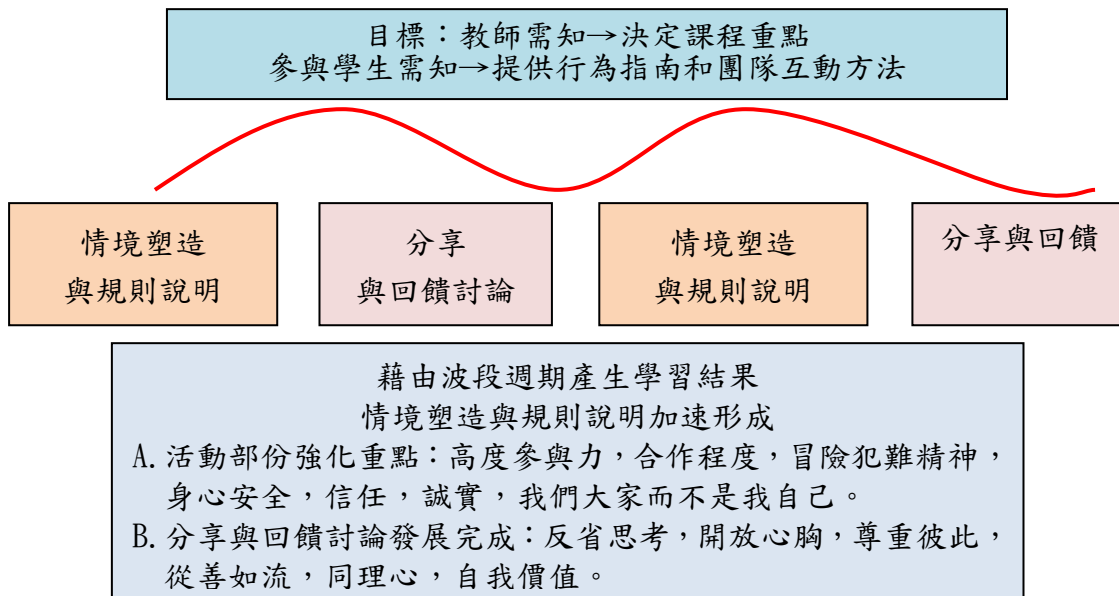 目標：教師需知→決定課程重點
參與學生需知→提供行為指南和團隊互動方法
情境塑造
與規則說明
分享
與回饋討論
情境塑造
與規則說明
分享與回饋
藉由波段週期產生學習結果
情境塑造與規則說明加速形成
A. 活動部份強化重點：高度參與力，合作程度，冒險犯難精神，
身心安全，信任，誠實，我們大家而不是我自己。
B. 分享與回饋討論發展完成：反省思考，開放心胸，尊重彼此，
從善如流，同理心，自我價值。